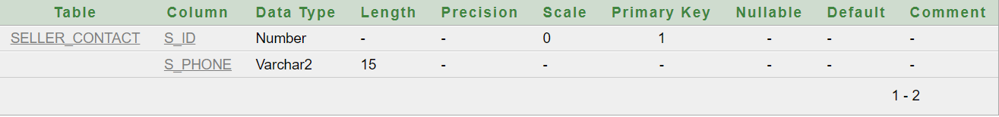 Table Column Data Type Length Precision Scale Primary Key Nullable Default Comment
SELLER_CONTACT S_ID Number - - 0 1 - - -
S_PHONE Varchar2 15 - - - - - -
1 - 2